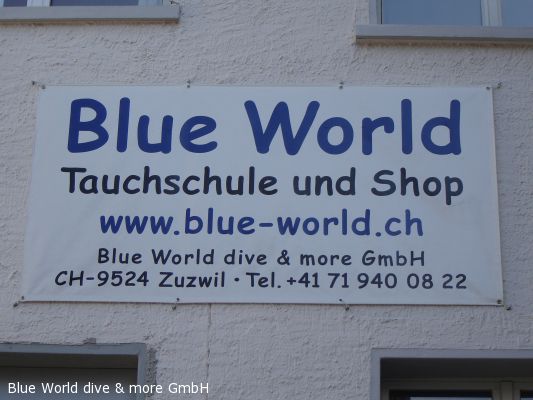 Blue World
Tauchschule und Shop
www.blue-world.ch
Blue World dive & more GmbH
CH-9524 Zuzwil · Tel. +41 71 940 08 22
Blue World dive & more GmbH